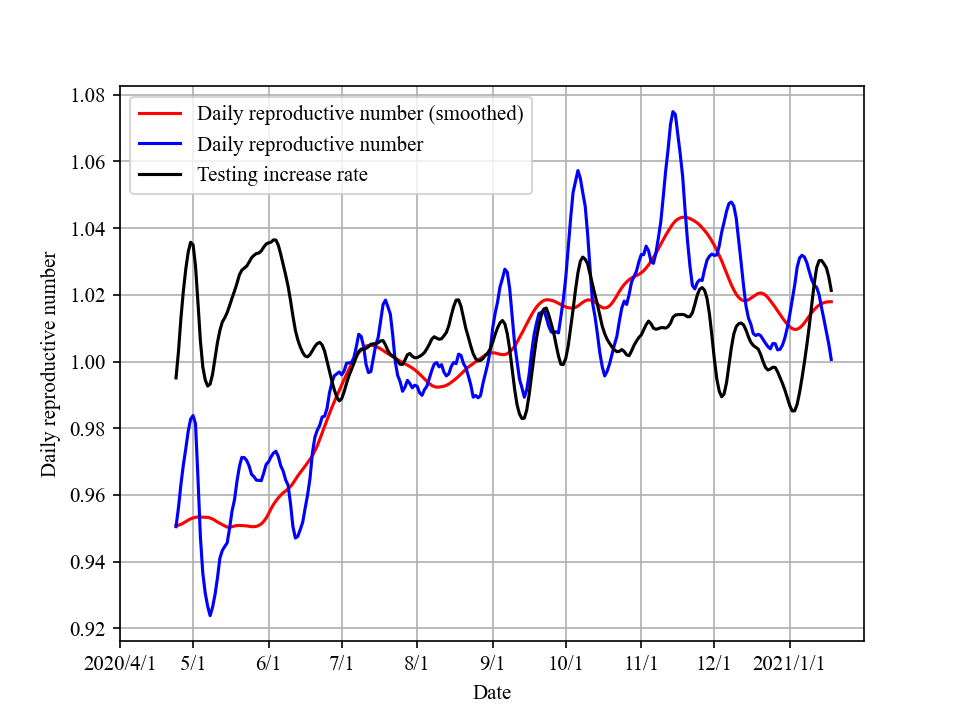 Daily reproductive number (smoothed)
Daily reproductive number
Testing increase rate
1.08
1.06
1.04
1.02
1.00
0.98
0.96
0.94
0.92
Daily reproductive number
2020/4/1 5/1 6/1 7/1 8/1 9/1 10/1 11/1 12/1 2021/1/1
Date